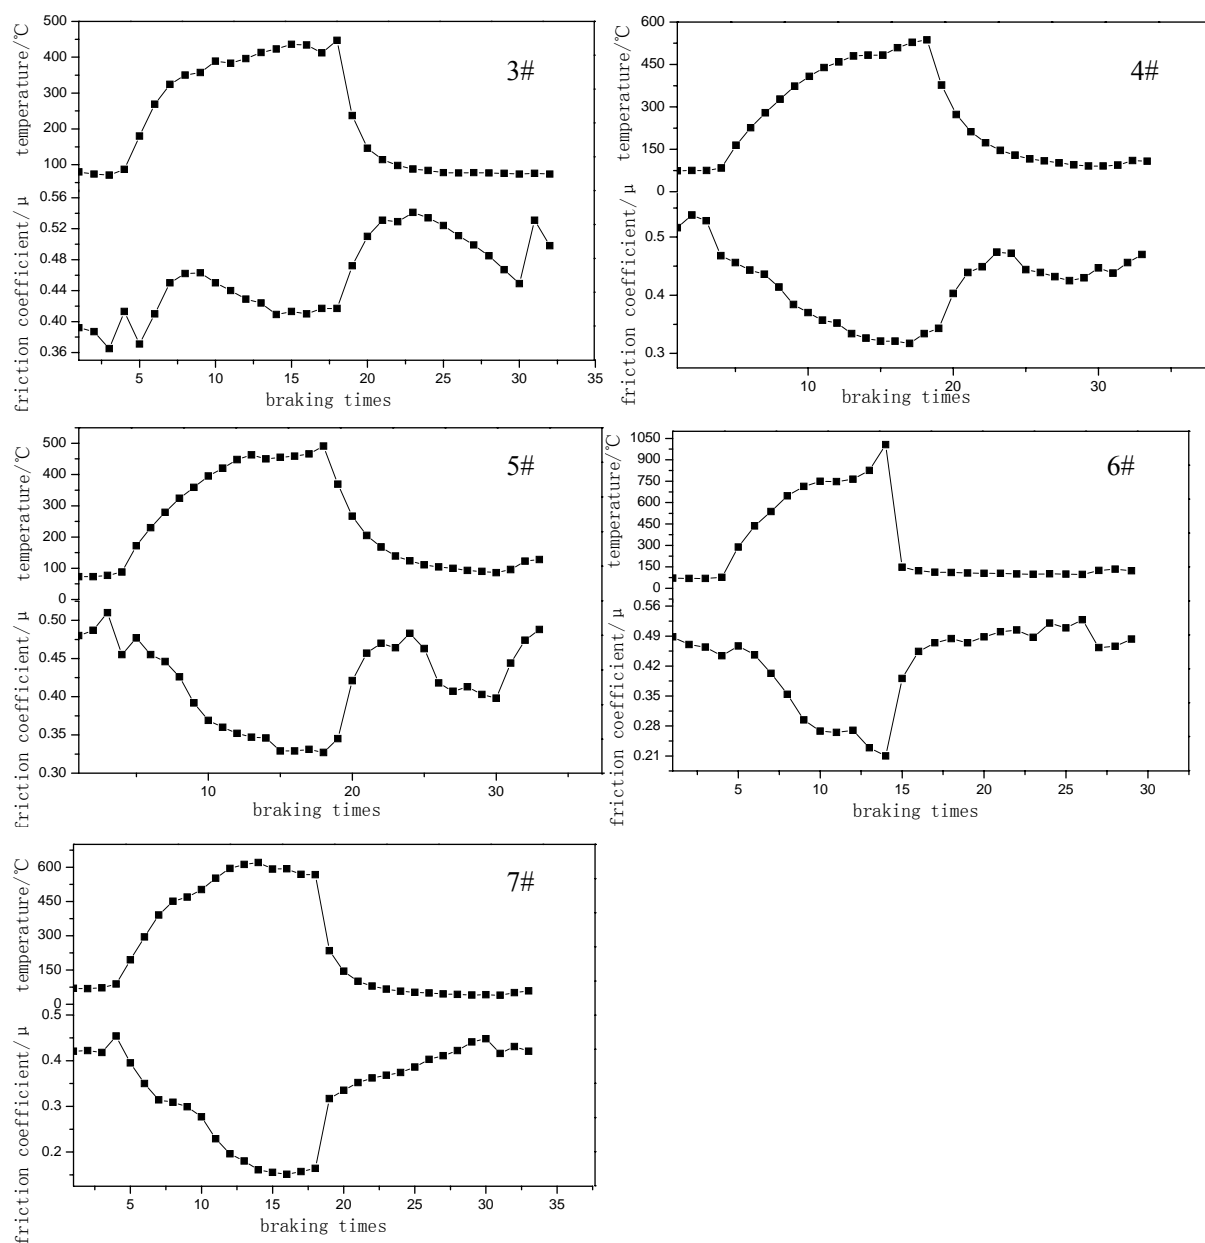 temperature/℃
500
400
300
200
100
3#
friction coefficient/μ
0.56
0.52
0.48
0.44
0.40
0.36
5 10 15 20 25 30 35
braking times
temperature/℃
600
450
300
150
0
4#
friction coefficient/μ
0.5
0.4
0.3
10 20 30
braking times
temperature/℃
500
400
300
200
100
0
5#
friction coefficient/μ
0.50
0.45
0.40
0.35
0.30
10 20 30
braking times
temperature/℃
1050
900
750
600
450
300
150
0
6#
friction coefficient/μ
0.56
0.49
0.42
0.35
0.28
0.21
5 10 15 20 25 30
braking times
temperature/℃
600
450
300
150
0
7#
friction coefficient/μ
0.5
0.4
0.3
0.2
5 10 15 20 25 30 35
braking times